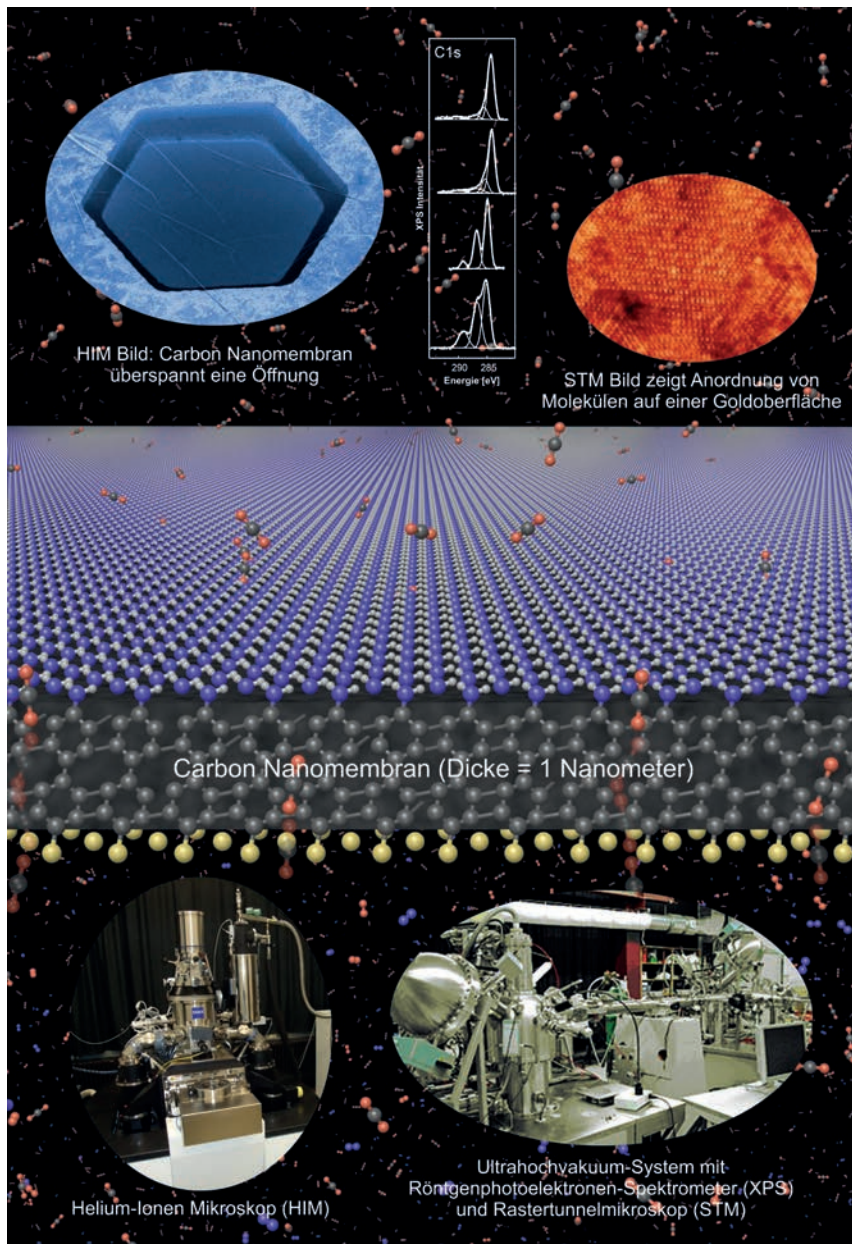 C1s
XPS Intensität
290 285
Energie [eV]
HIM Bild: Carbon Nanomembran
überspannt eine Öffnung
STM Bild zeigt Anordnung von
Molekülen auf einer Goldoberfläche
Carbon Nanomembran (Dicke = 1 Nanometer)
Helium-Ionen Mikroskop (HIM)
Ultrahochvakuum-System mit
Röntgenphotoelektronen-Spektrometer (XPS)
und Rastertunnelmikroskop (STM)